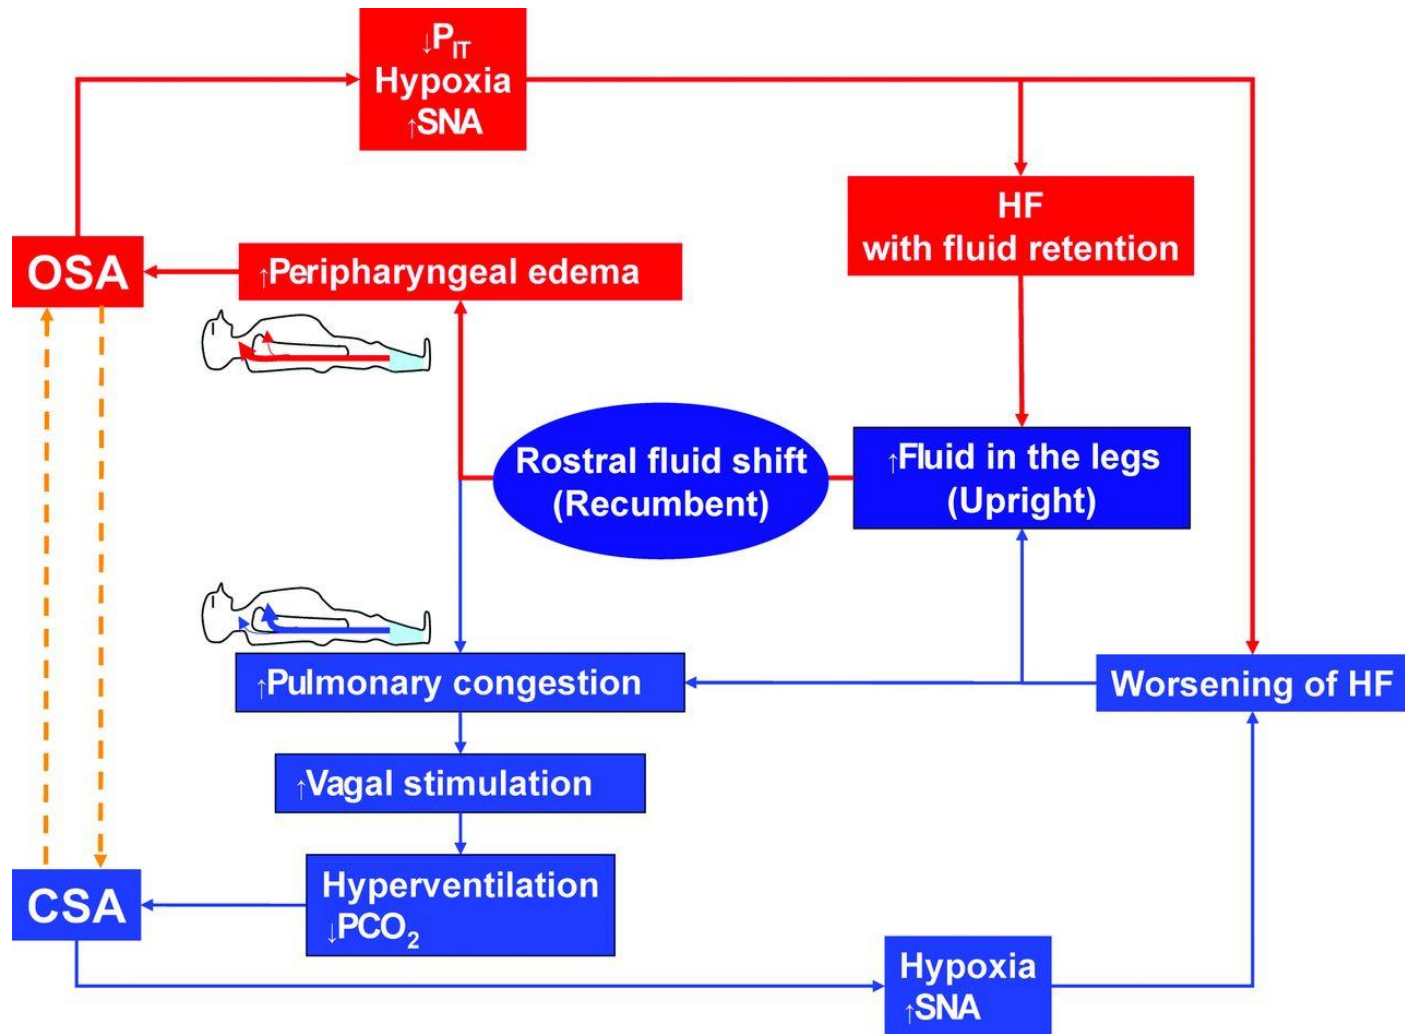 ↓P_IT
Hypoxia
↑SNA
HF
with fluid retention
OSA
↑Peripharyngeal edema
Rostral fluid shift
(Recumbent)
↑Fluid in the legs
(Upright)
↑Pulmonary congestion
Worsening of HF
↑Vagal stimulation
Hyperventilation
↓PCO₂
CSA
Hypoxia
↑SNA